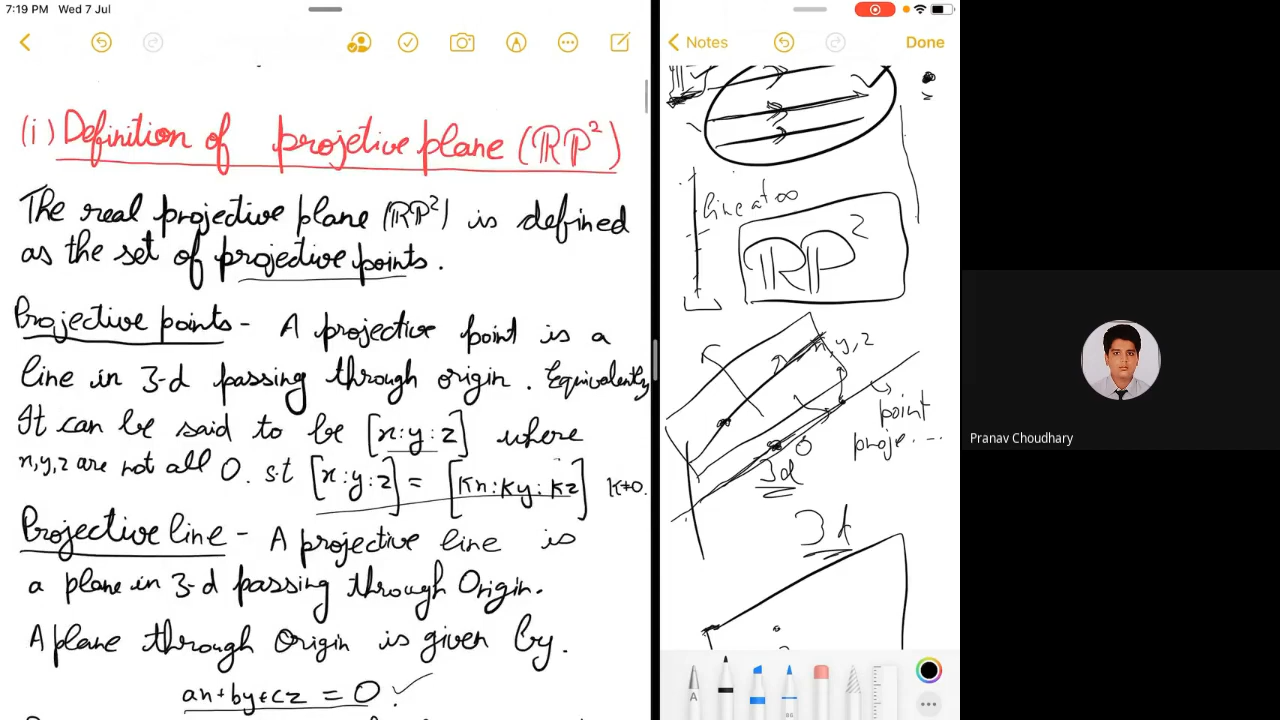 7:19 PM Wed 7 Jul
(i) Definition of projetive plane (ℝP²)
The real projective plane (ℝP²) is defined
as the set of projective points.
Projective points - A projective point is a
line in 3-d passing through origin. Equivalently
It can be said to be [x:y:z] where
x,y,z are not all 0. s.t [x:y:z] = [Kx:Ky:Kz] K≠0.
Projective line - A projective line is
a plane in 3-d passing through Origin.
A plane through Origin is given by.
ax+by+cz = 0 ✓
Notes
Done
line at ∞
ℝP²
x,y,z
point
proje. ...
0
3d
3d
A
Pranav Choudhary